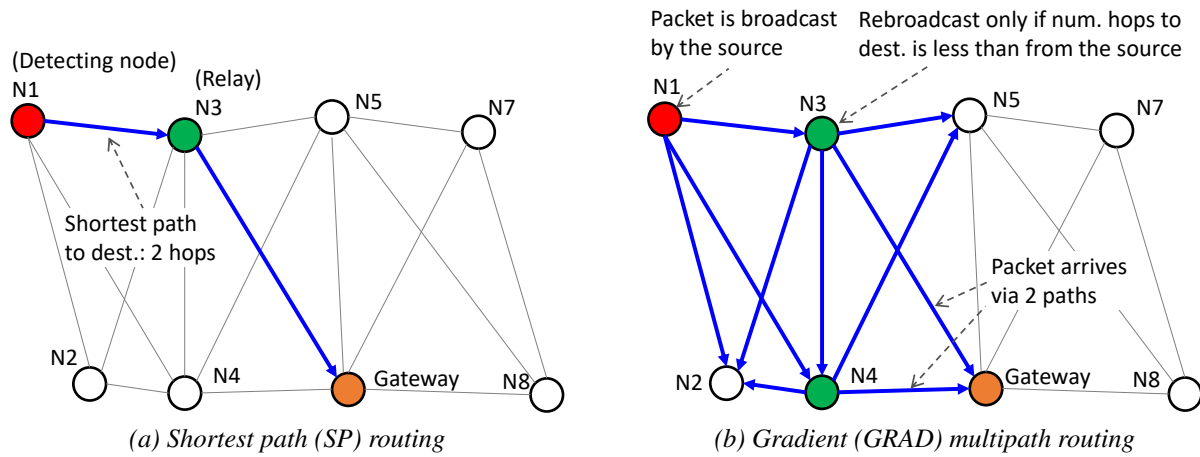 (Detecting node)
N1
(Relay)
N3
N5
N7
Shortest path
to dest.: 2 hops
N2
N4
Gateway
N8
(a) Shortest path (SP) routing
Packet is broadcast
by the source
Rebroadcast only if num. hops to
dest. is less than from the source
N1
N3
N5
N7
Packet arrives
via 2 paths
N2
N4
Gateway
N8
(b) Gradient (GRAD) multipath routing